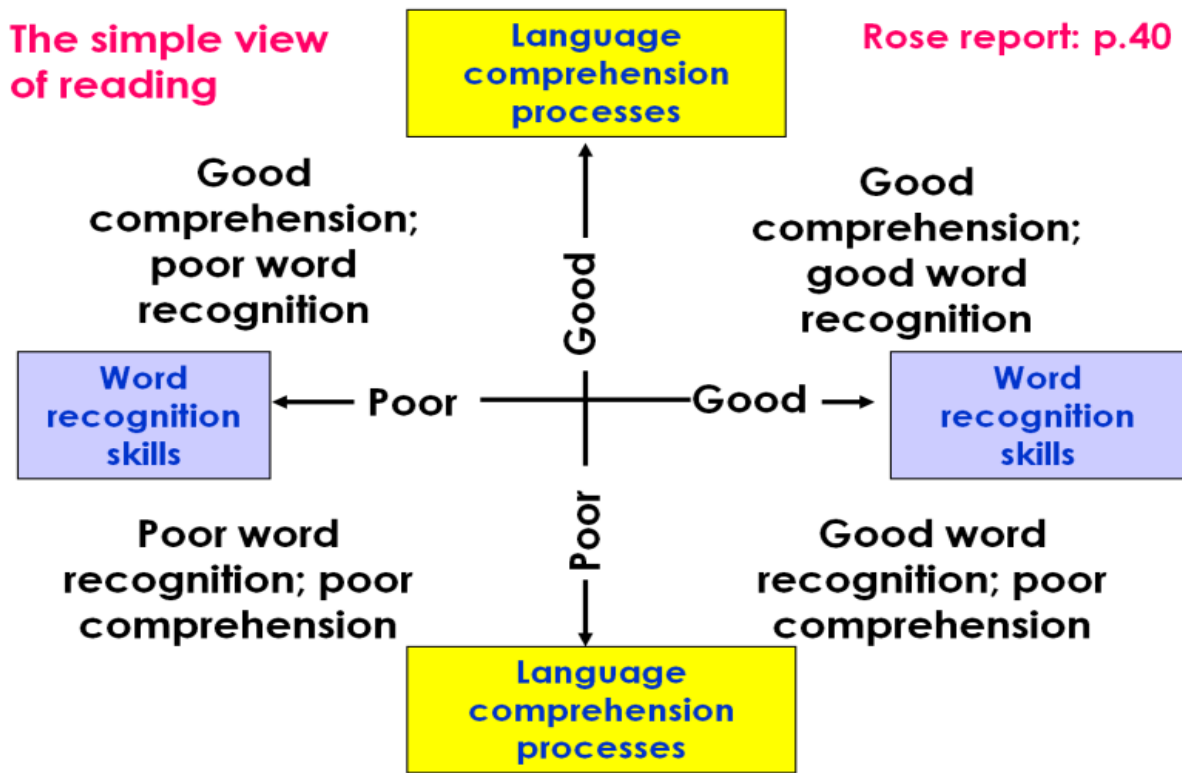 The simple view
of reading
Language
comprehension
processes
Rose report: p.40
Good
comprehension;
poor word
recognition
Good
Good
comprehension;
good word
recognition
Word
recognition
skills
Poor
Good
Word
recognition
skills
Poor word
recognition; poor
comprehension
Poor
Good word
recognition; poor
comprehension
Language
comprehension
processes